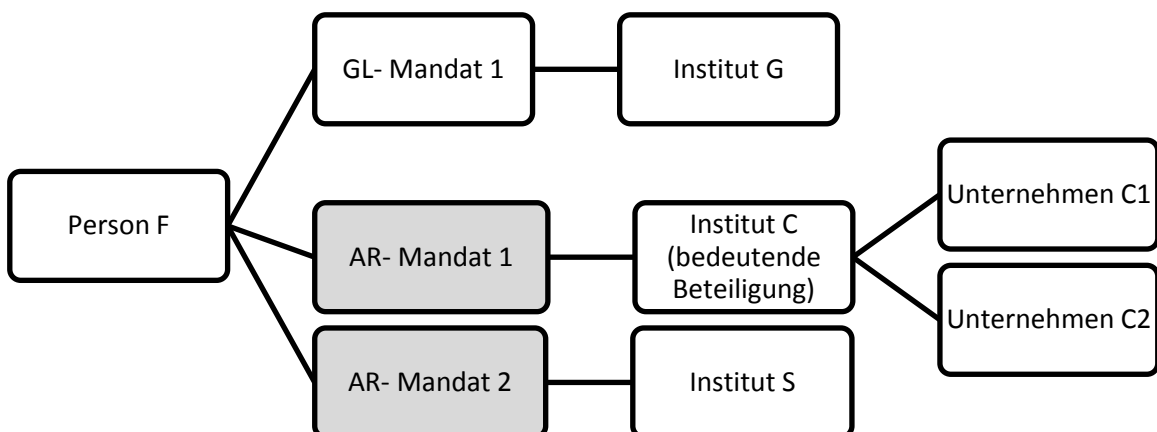 GL- Mandat 1
Institut G
Person F
AR- Mandat 1
Institut C
(bedeutende
Beteiligung)
Unternehmen C1
Unternehmen C2
AR- Mandat 2
Institut S